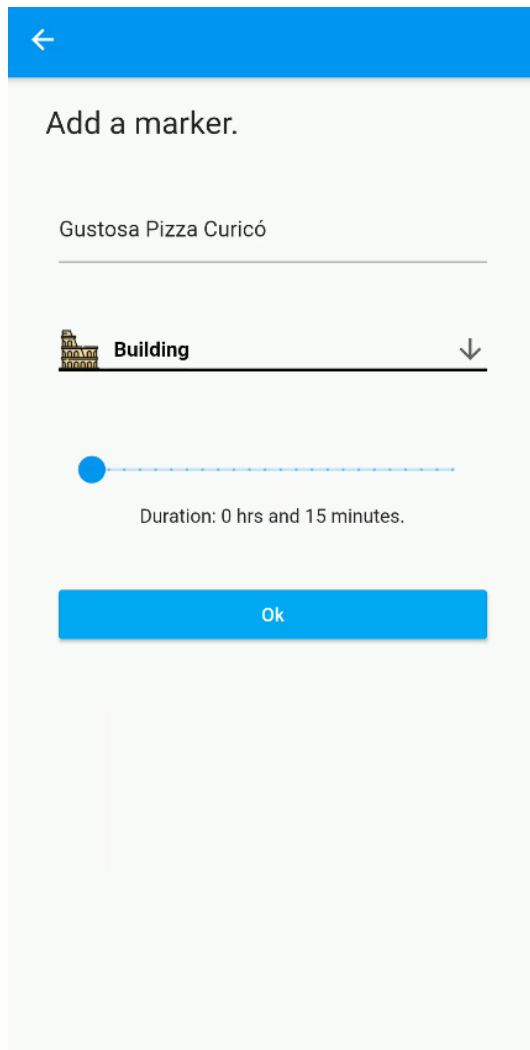 Add a marker.
Gustosa Pizza Curicó
Building
Duration: 0 hrs and 15 minutes.
Ok